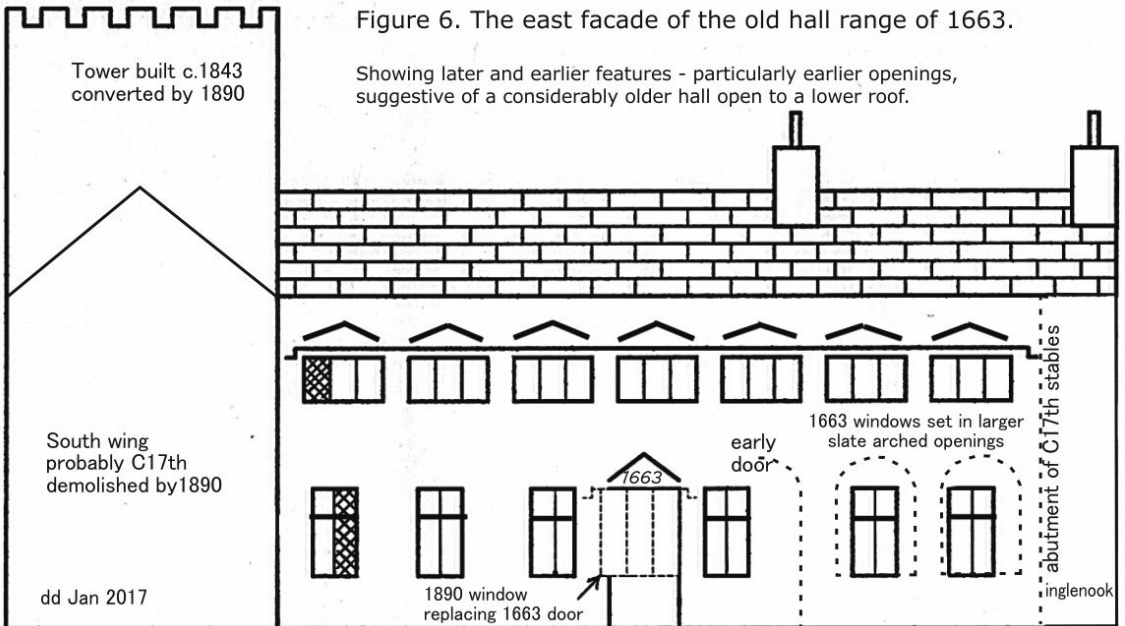 Figure 6. The east facade of the old hall range of 1663.
Showing later and earlier features - particularly earlier openings,
suggestive of a considerably older hall open to a lower roof.
Tower built c.1843
converted by 1890
South wing
probably C17th
demolished by1890
dd Jan 2017
1663
1890 window
replacing 1663 door
early
door
1663 windows set in larger
slate arched openings
abutment of C17th stables
inglenook